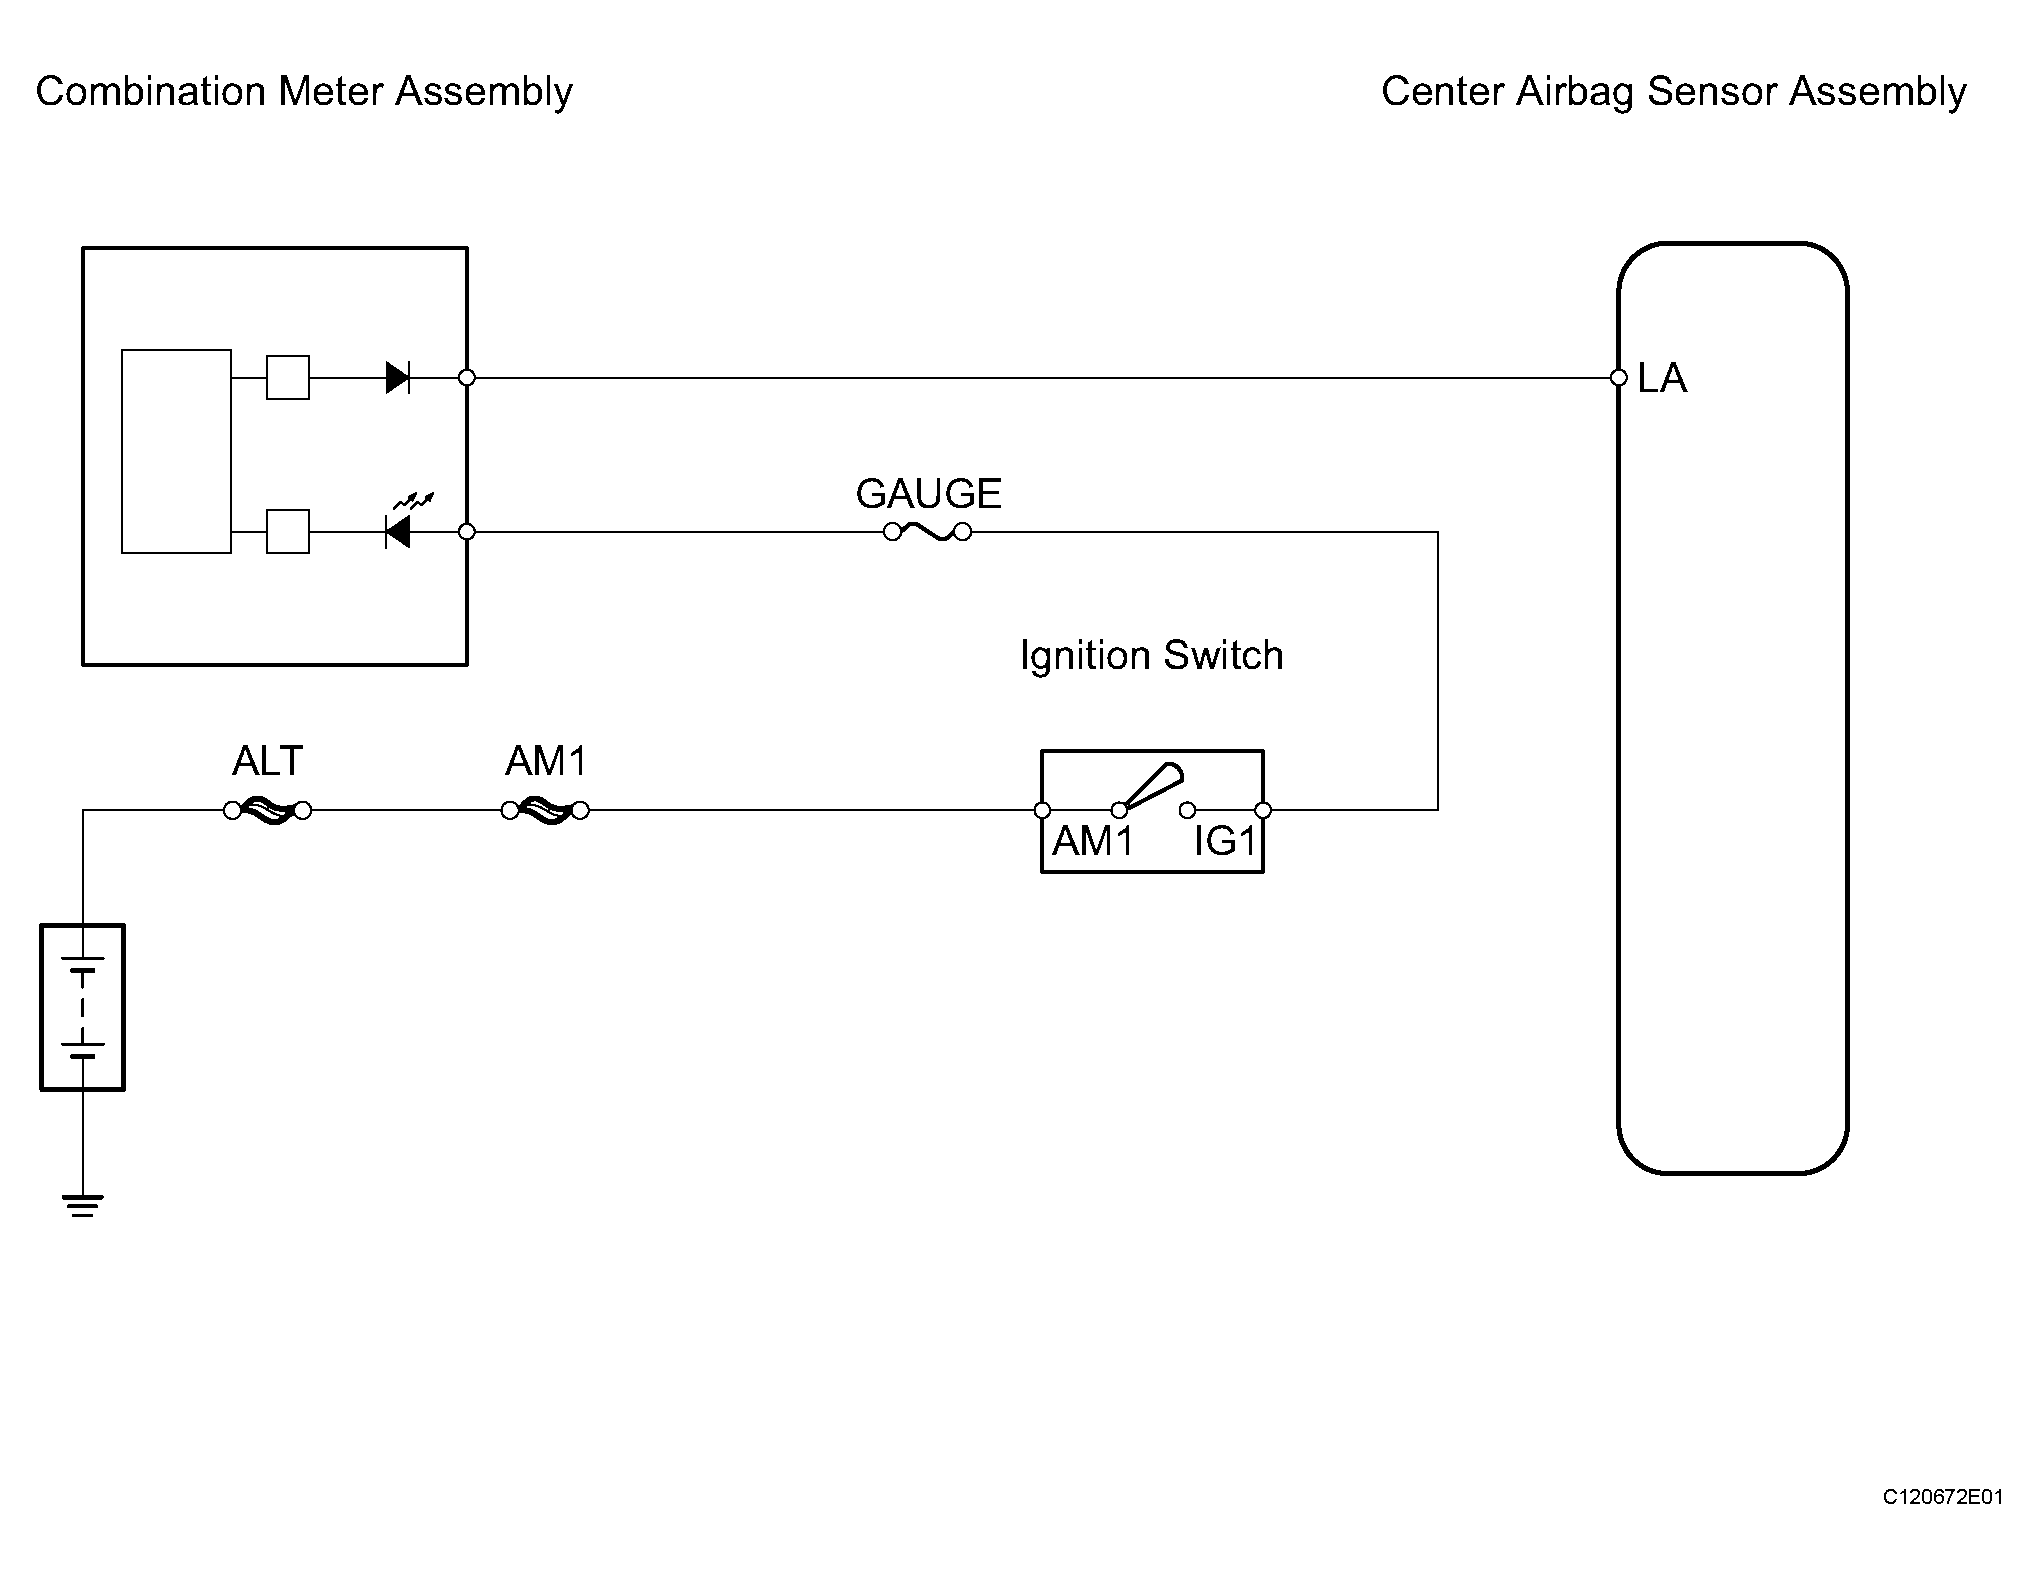 Combination Meter Assembly
Center Airbag Sensor Assembly
LA
GAUGE
Ignition Switch
ALT
AM1
AM1
IG1
C120672E01